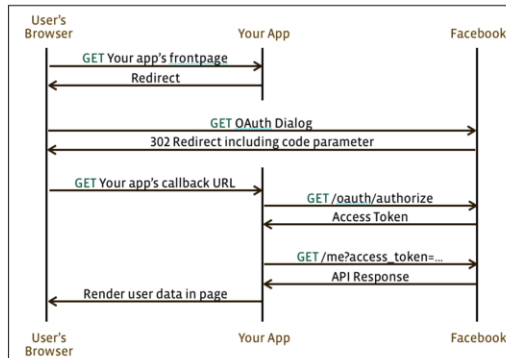 User's
Browser
Your App
Facebook
GET Your app's frontpage
Redirect
GET OAuth Dialog
302 Redirect including code parameter
GET Your app's callback URL
GET /oauth/authorize
Access Token
GET /me?access_token=...
API Response
Render user data in page
User's
Browser
Your App
Facebook